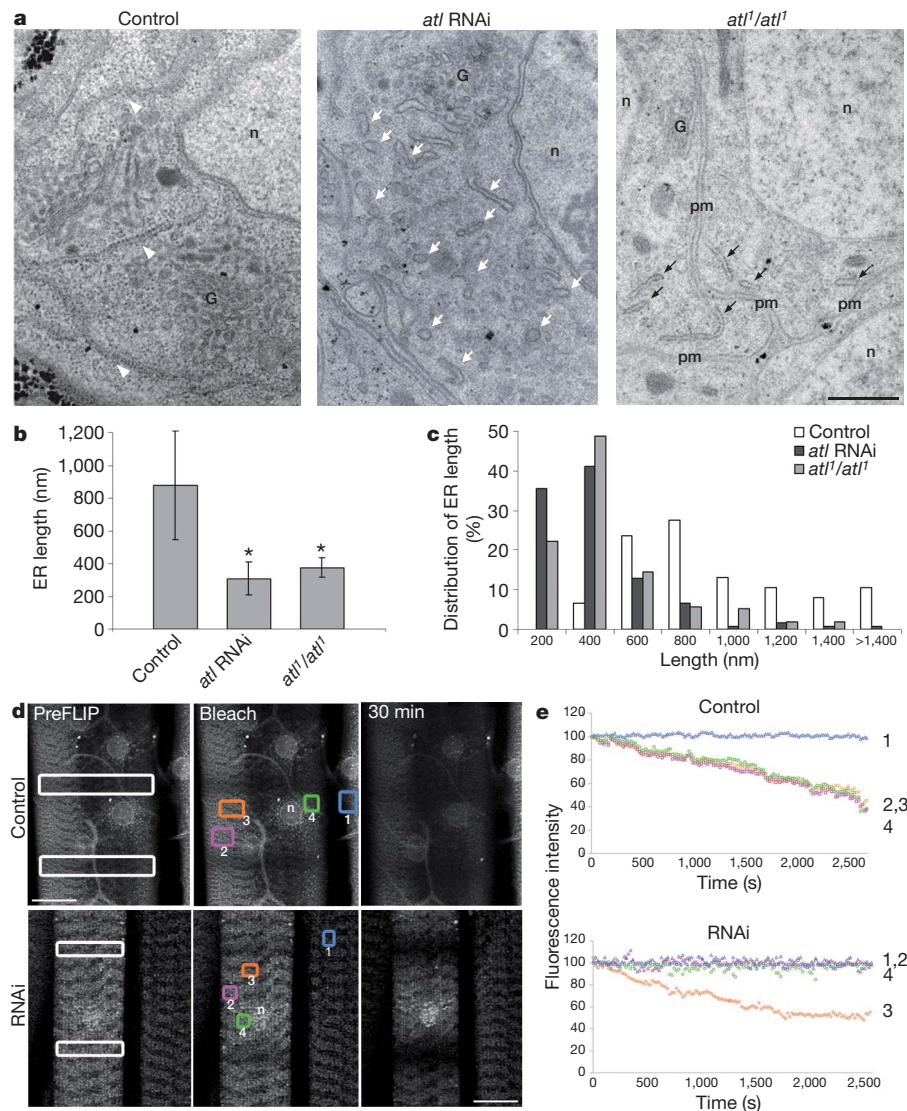 a
Control
atl RNAi
atl¹/atl¹
n
G
G
n
n
G
n
pm
pm
pm
pm
n
b
ER length (nm)
1,200
1,000
800
600
400
200
0
*
*
Control
atl RNAi
atl¹/atl¹
c
Distribution of ER length (%)
50
40
30
20
10
0
Control
atl RNAi
atl¹/atl¹
200
400
600
800
1,000
1,200
1,400
>1,400
Length (nm)
d
PreFLIP
Bleach
30 min
Control
n
3
4
1
2
RNAi
1
3
2
n
4
e
Control
Fluorescence intensity
120
100
80
60
40
20
0
1
2,3
4
0
500
1,000
1,500
2,000
2,500
Time (s)
RNAi
120
100
80
60
40
20
0
1,2
4
3
0
500
1,000
1,500
2,000
2,500
Time (s)